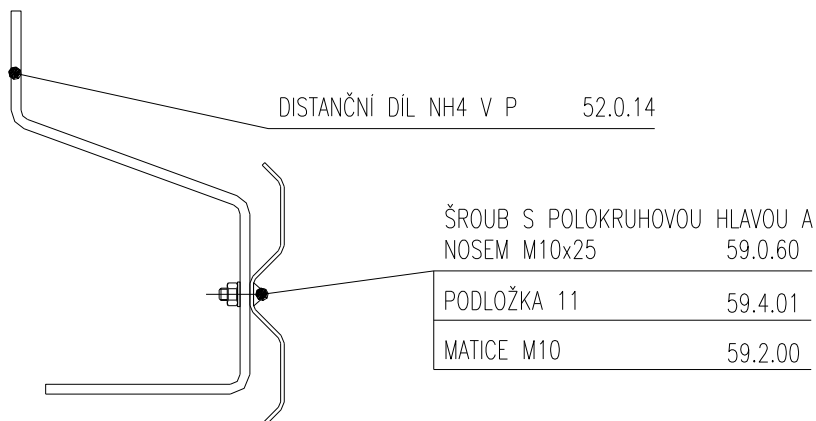 DISTANČNÍ DÍL NH4 V P 52.0.14
ŠROUB S POLOKRUHOVOU HLAVOU A
NOSEM M10x25 59.0.60
PODLOŽKA 11 59.4.01
MATICE M10 59.2.00